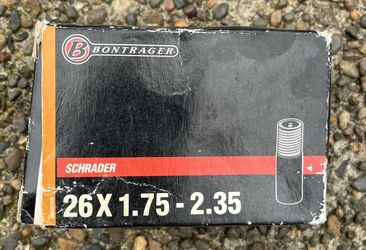 B BONTRAGER
SCHRADER
26 X 1.75 - 2.35